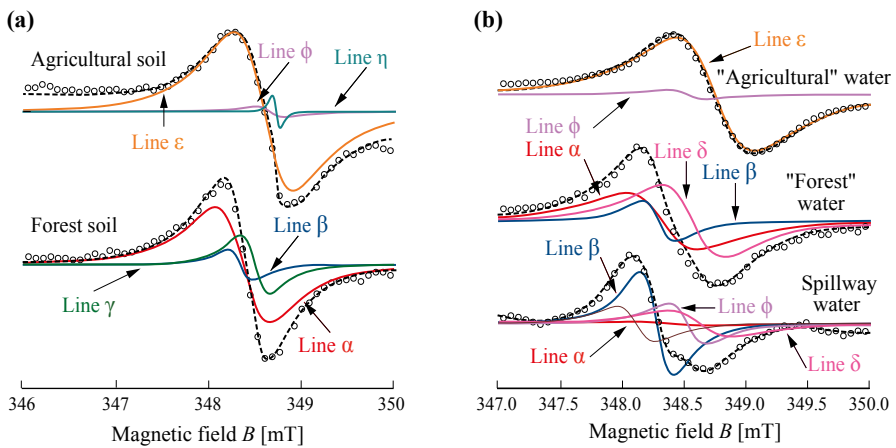 (a)
Agricultural soil
Line ϕ
Line η
Line ε
Forest soil
Line β
Line γ
Line α
346 347 348 349 350
Magnetic field B [mT]
(b)
Line ε
"Agricultural" water
Line ϕ
Line α
Line δ
Line β
"Forest"
water
Line β
Spillway
water
Line ϕ
Line α
Line δ
347.0 348.0 348.5 349.0 349.5 350.0
Magnetic field B [mT]